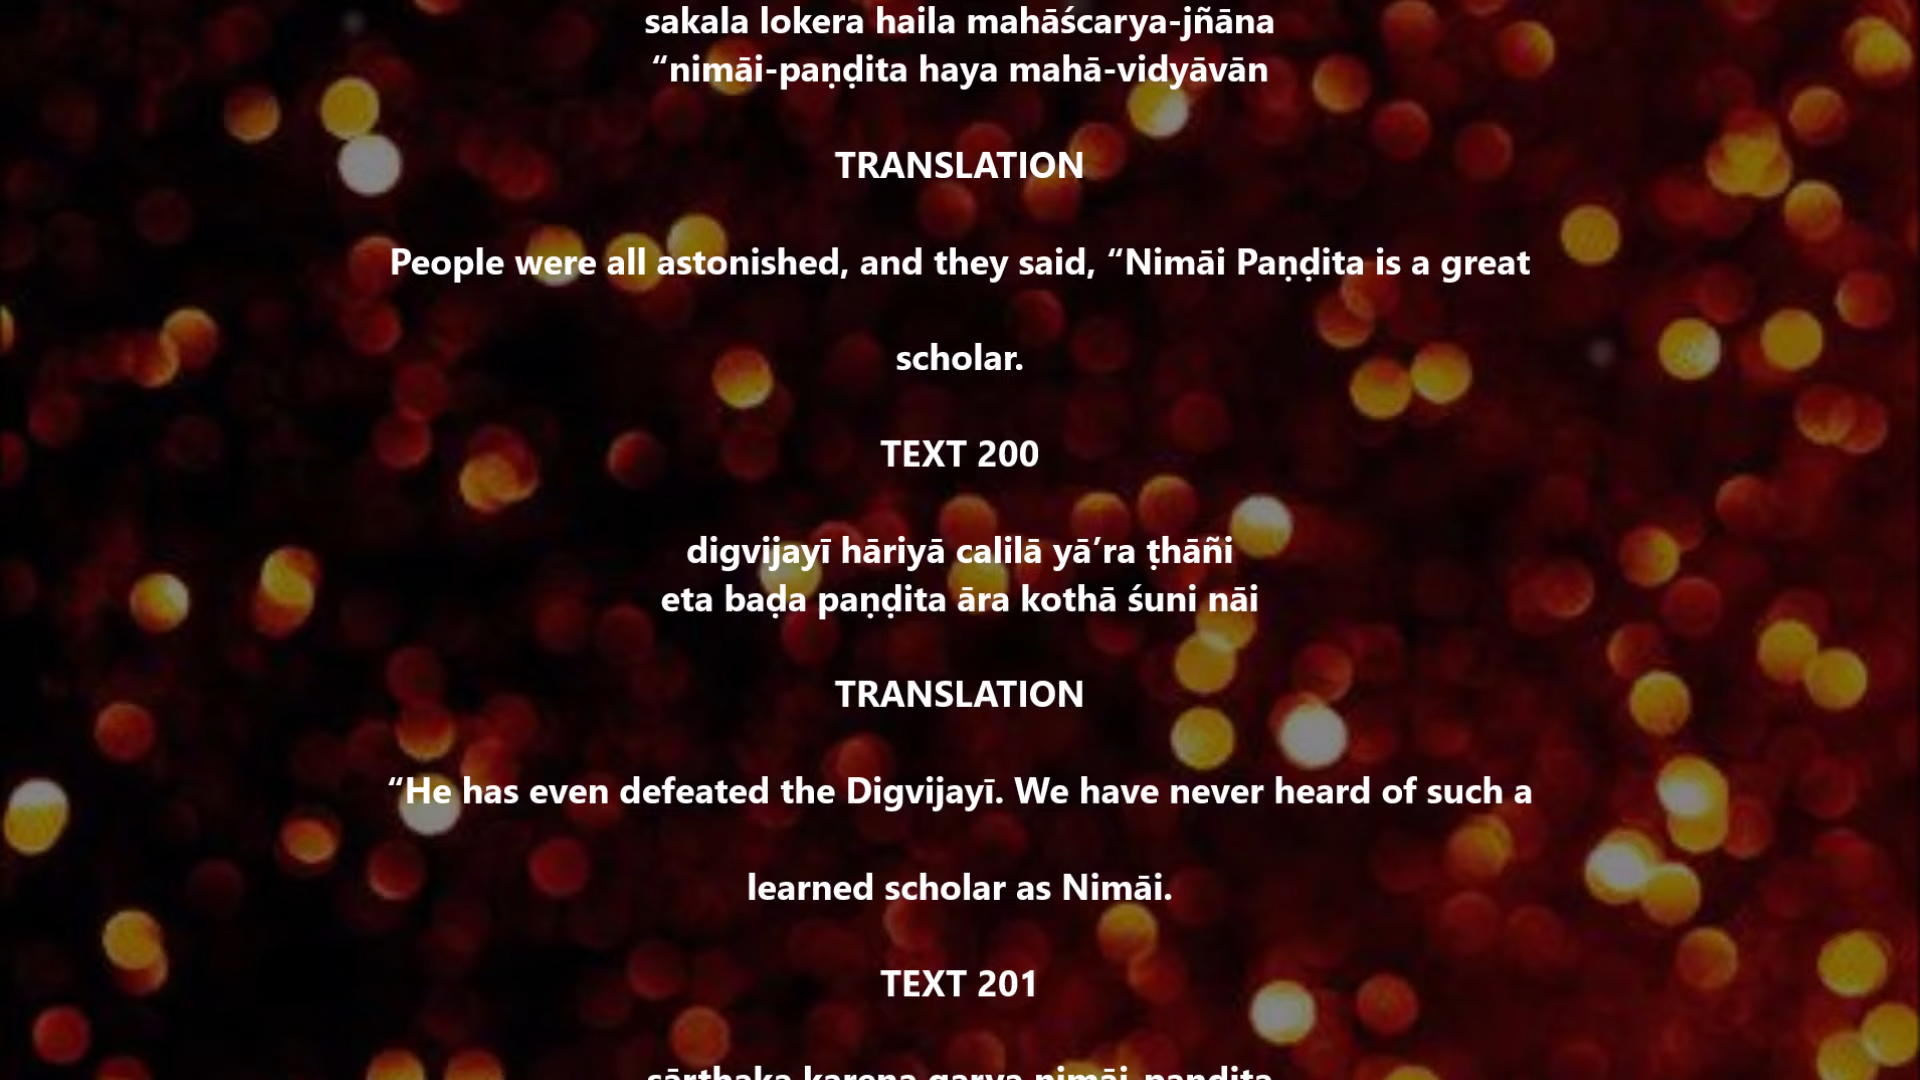 sakala lokera haila mahāścarya-jñāna
“nimāi-paṇḍita haya mahā-vidyāvān
TRANSLATION
People were all astonished, and they said, “Nimāi Paṇḍita is a great
scholar.
TEXT 200
digvijayī hāriyā calilā yā’ra ṭhāñi
eta baḍa paṇḍita āra kothā śuni nāi
TRANSLATION
“He has even defeated the Digvijayī. We have never heard of such a
learned scholar as Nimāi.
TEXT 201
sārthaka karena garva nimāi-paṇḍita